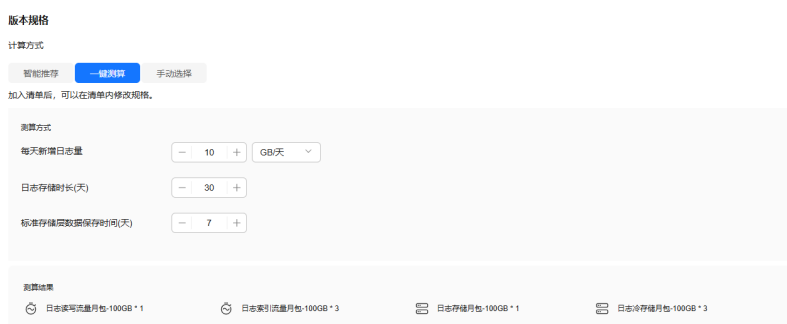 版本规格
计算方式
智能推荐 一键测算 手动选择
加入清单后，可以在清单内修改规格。
测算方式
每天新增日志量 － 10 ＋ GB/天
日志存储时长(天) － 30 ＋
标准存储层数据保存时间(天) － 7 ＋
测算结果
日志读写流量月包-100GB * 1 日志索引流量月包-100GB * 3 日志存储月包-100GB * 1 日志冷存储月包-100GB * 3